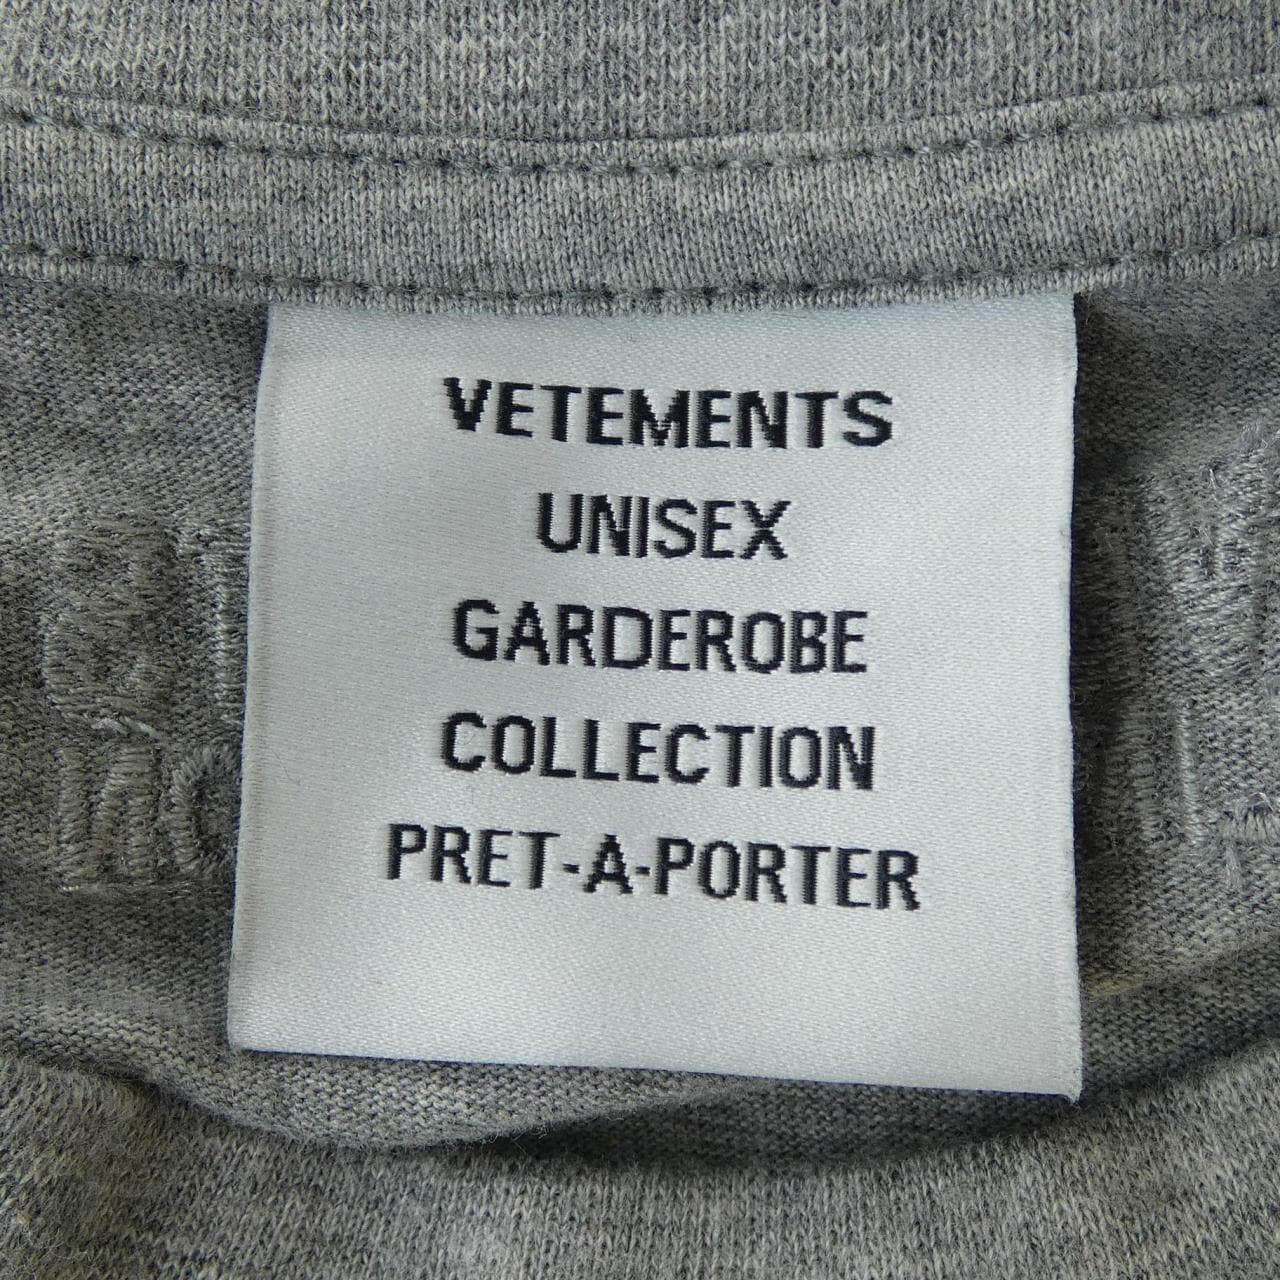 VETEMENTS
UNISEX
GARDEROBE
COLLECTION
PRET-A-PORTER